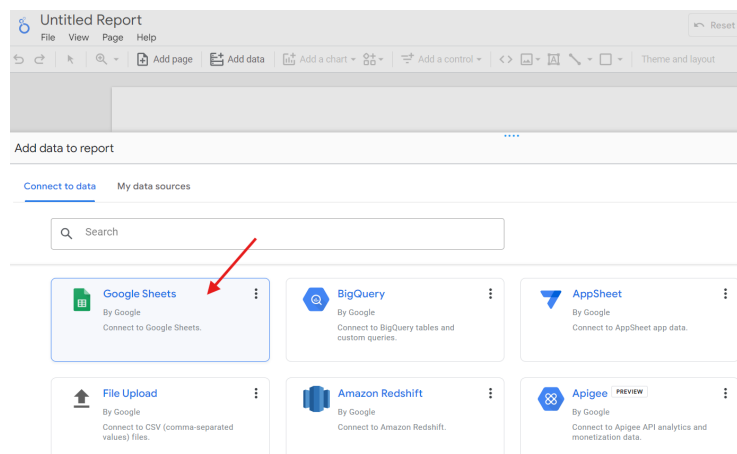 Untitled Report
File View Page Help
Reset
Add page Add data Add a chart Add a control Theme and layout
Add data to report
Connect to data My data sources
Search
Google Sheets
By Google
Connect to Google Sheets.
BigQuery
By Google
Connect to BigQuery tables and
custom queries.
AppSheet
By Google
Connect to AppSheet app data.
File Upload
By Google
Connect to CSV (comma-separated
values) files.
Amazon Redshift
By Google
Connect to Amazon Redshift.
Apigee PREVIEW
By Google
Connect to Apigee API analytics and
monetization data.